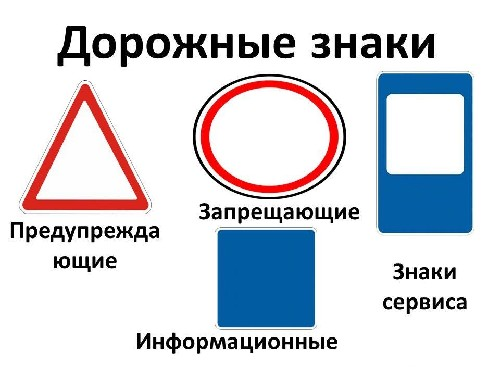 Дорожные знаки
Предупрежда
ющие
Запрещающие
Знаки
сервиса
Информационные